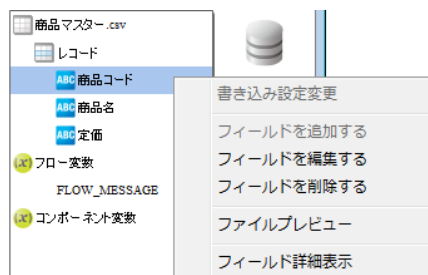 商品マスター.csv
レコード
ABC 商品コード
ABC 商品名
ABC 定価
(x) フロー変数
FLOW_MESSAGE
(x) コンポーネント変数
書き込み設定変更
フィールドを追加する
フィールドを編集する
フィールドを削除する
ファイルプレビュー
フィールド詳細表示